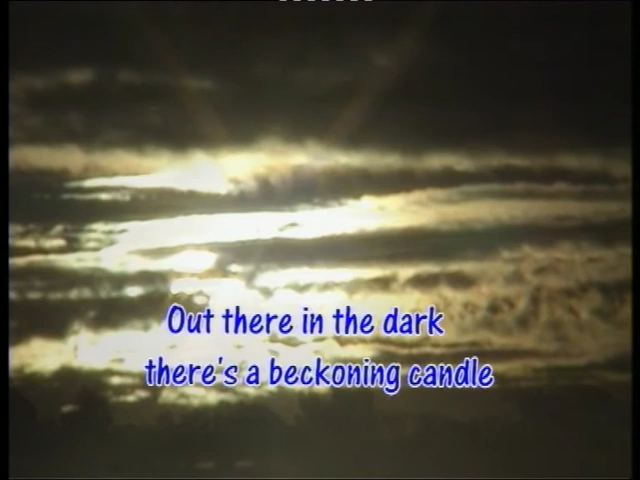 Out there in the dark
there's a beckoning candle